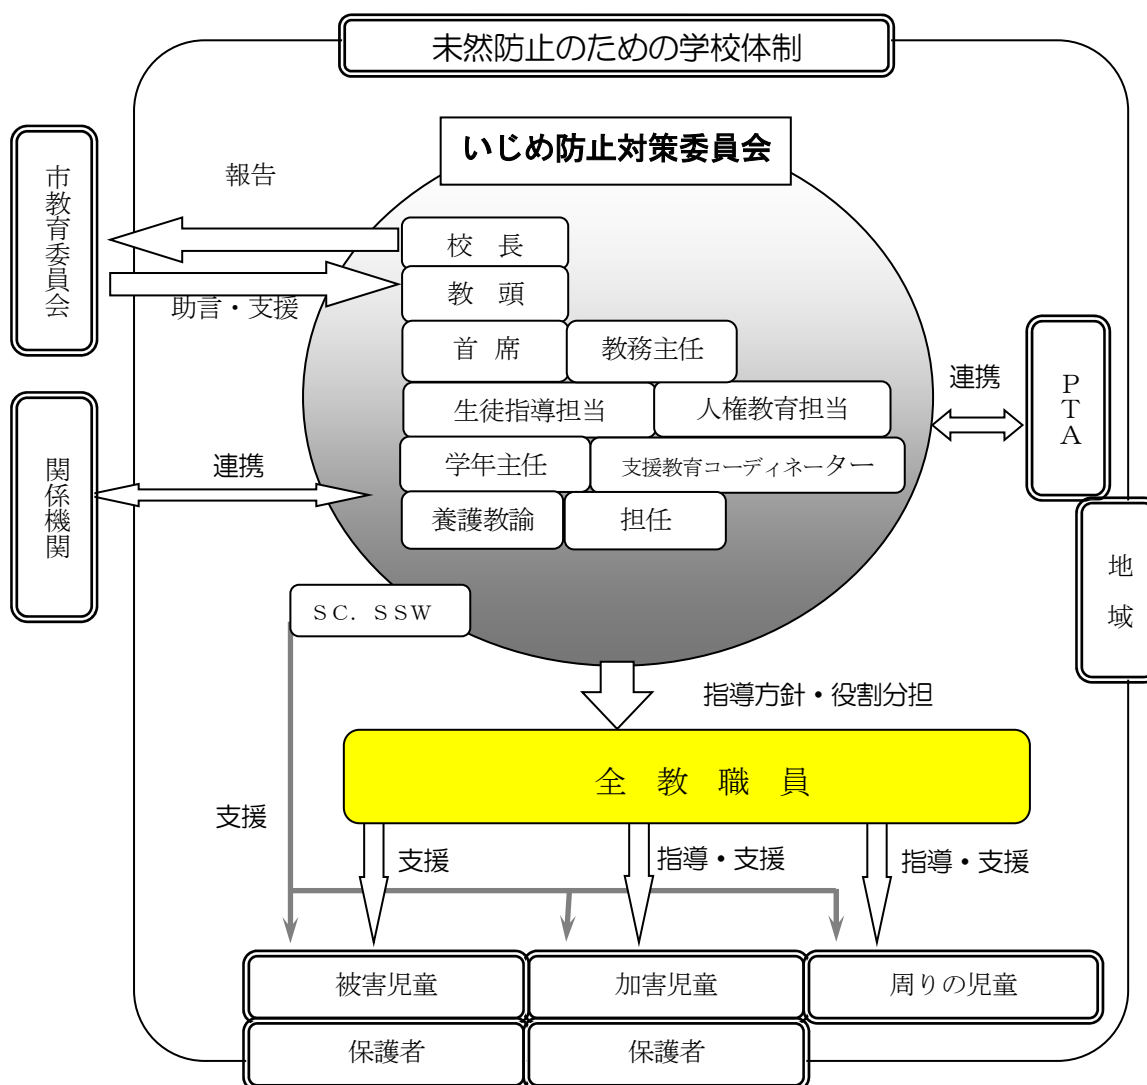 未然防止のための学校体制
いじめ防止対策委員会
市教育委員会
報告
助言・支援
校　長
教　頭
首　席
教務主任
生徒指導担当
人権教育担当
学年主任
支援教育コーディネーター
養護教諭
担任
関係機関
連携
連携
ＰＴＡ
地域
ＳＣ．ＳＳＷ
指導方針・役割分担
全　教　職　員
支援
支援
指導・支援
指導・支援
被害児童
加害児童
周りの児童
保護者
保護者